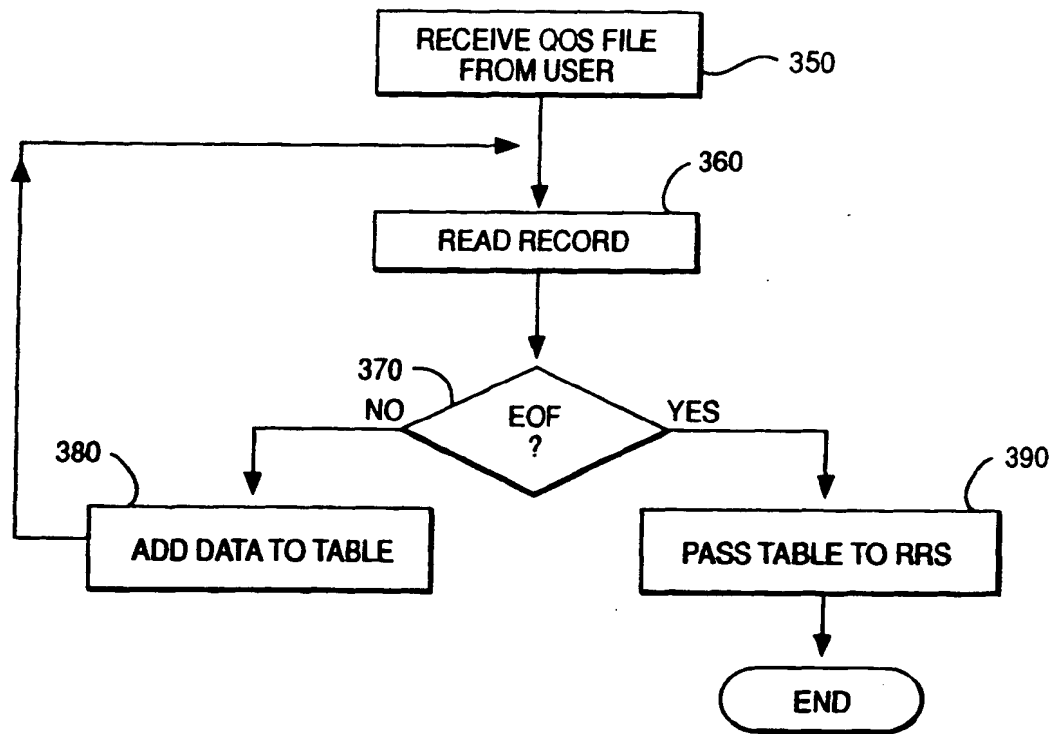 RECEIVE QOS FILE
FROM USER
350
360
READ RECORD
370
NO
EOF
?
YES
380
390
ADD DATA TO TABLE
PASS TABLE TO RRS
END